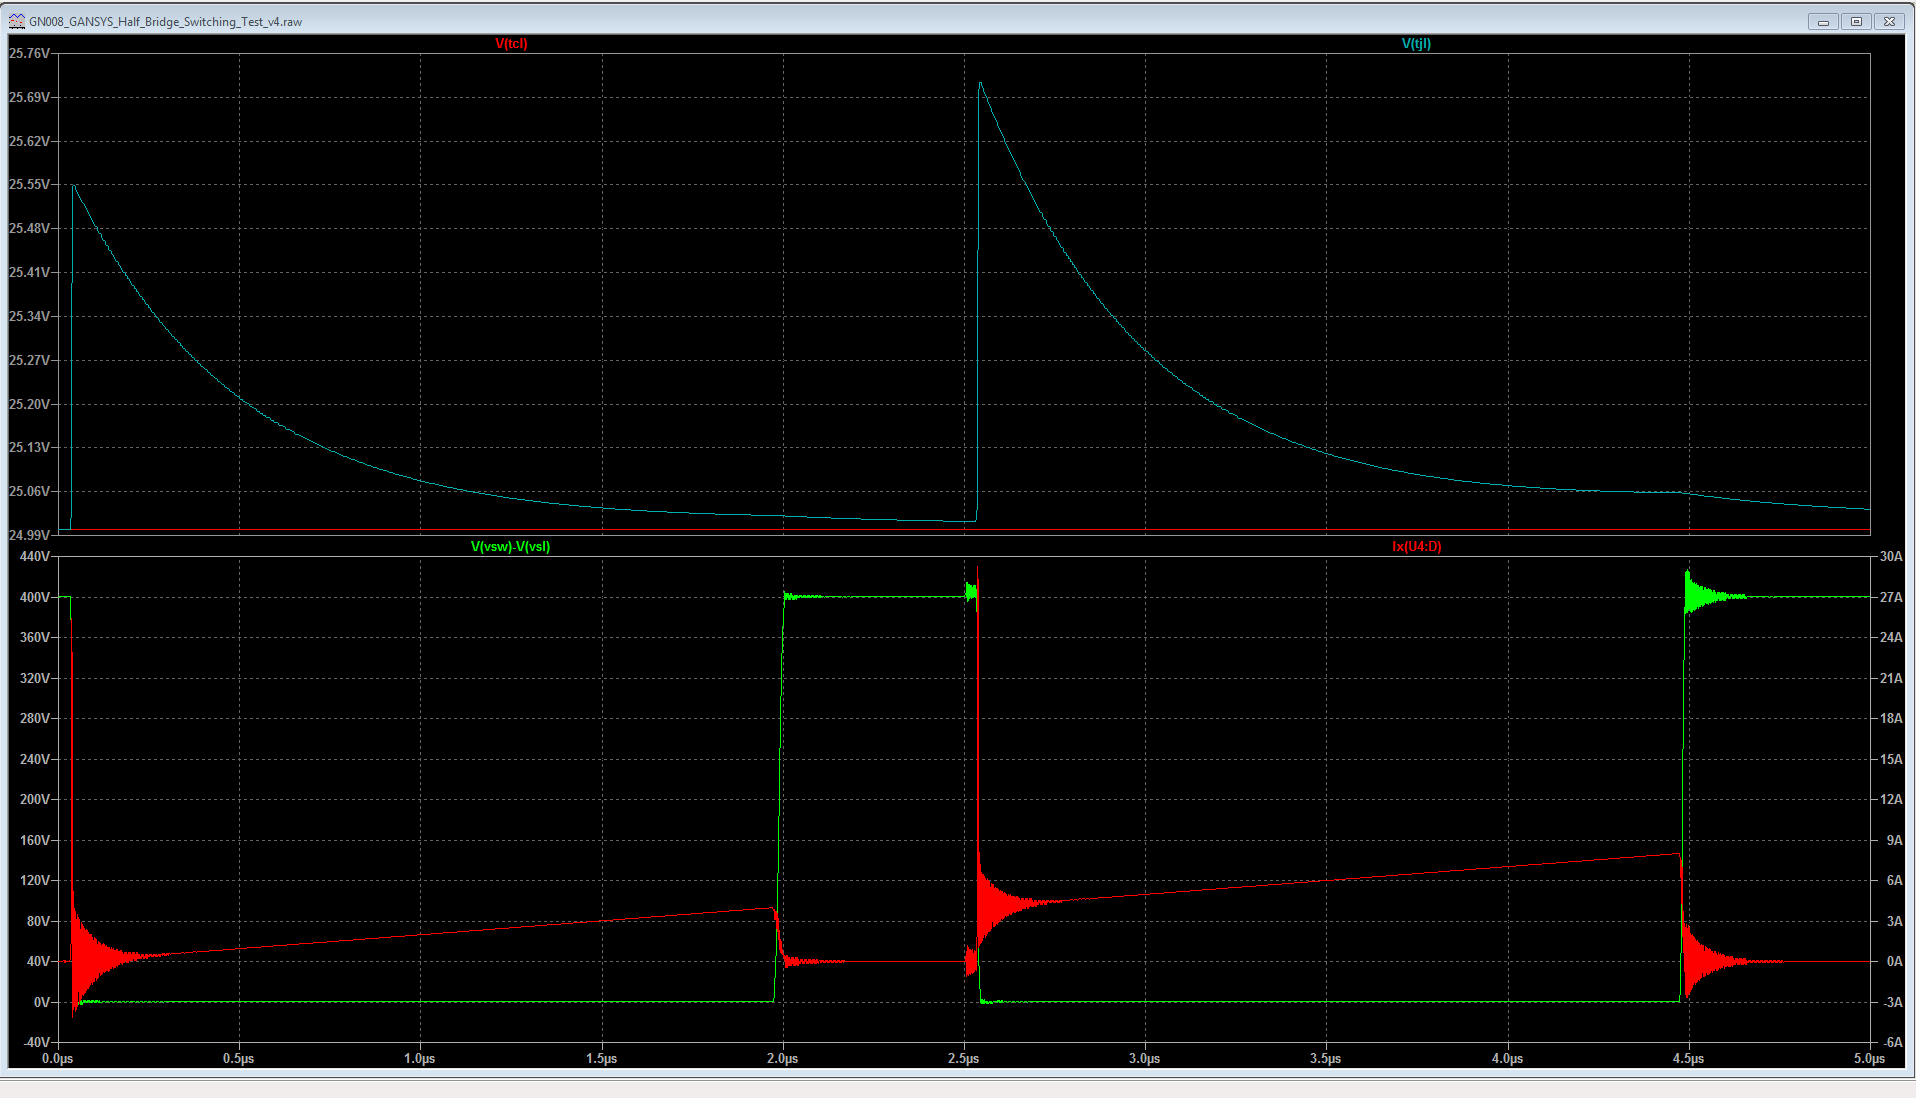 GN008_GANSYS_Half_Bridge_Switching_Test_v4.raw
V(tcl) V(tjl)
25.76V
25.69V
25.62V
25.55V
25.48V
25.41V
25.34V
25.27V
25.20V
25.13V
25.06V
24.99V
V(vsw)-V(vsl) Ix(U4:D)
440V 30A
400V 27A
360V 24A
320V 21A
280V 18A
240V 15A
200V 12A
160V 9A
120V 6A
80V 3A
40V 0A
0V -3A
-40V -6A
0.0µs 0.5µs 1.0µs 1.5µs 2.0µs 2.5µs 3.0µs 3.5µs 4.0µs 4.5µs 5.0µs